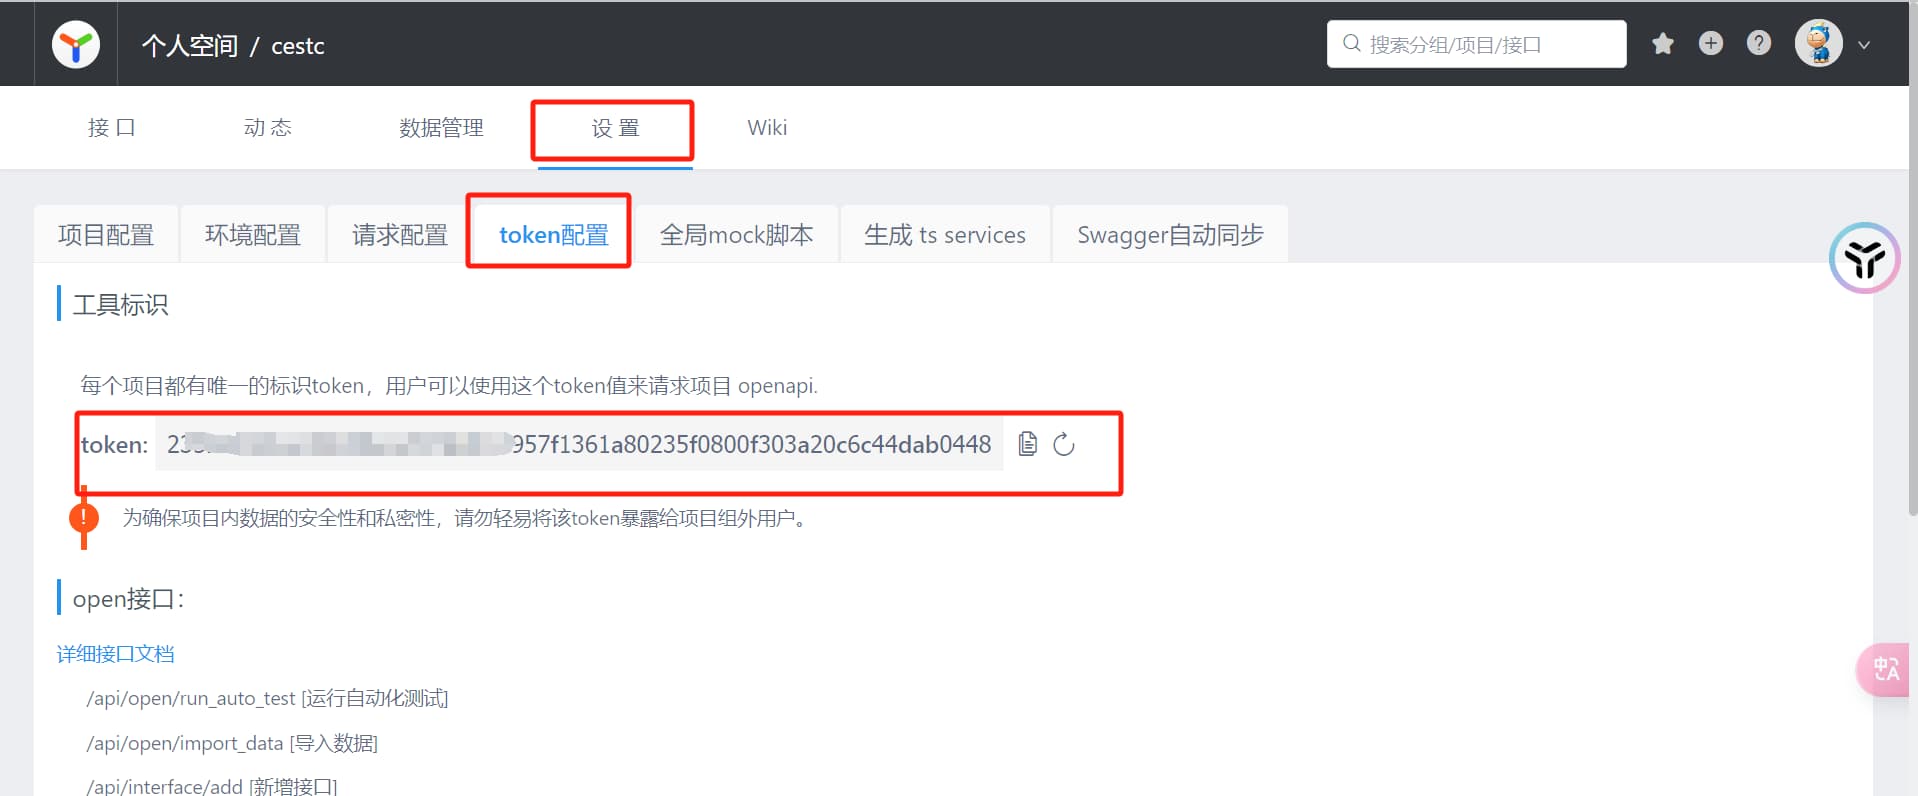 个人空间 / cestc
搜索分组/项目/接口
接 口 动 态 数据管理 设 置 Wiki
项目配置 环境配置 请求配置 token配置 全局mock脚本 生成 ts services Swagger自动同步
工具标识
每个项目都有唯一的标识token，用户可以使用这个token值来请求项目 openapi.
token: 957f1361a80235f0800f303a20c6c44dab0448
为确保项目内数据的安全性和私密性，请勿轻易将该token暴露给项目组外用户。
open接口：
详细接口文档
/api/open/run_auto_test [运行自动化测试]
/api/open/import_data [导入数据]
/api/interface/add [新增接口]